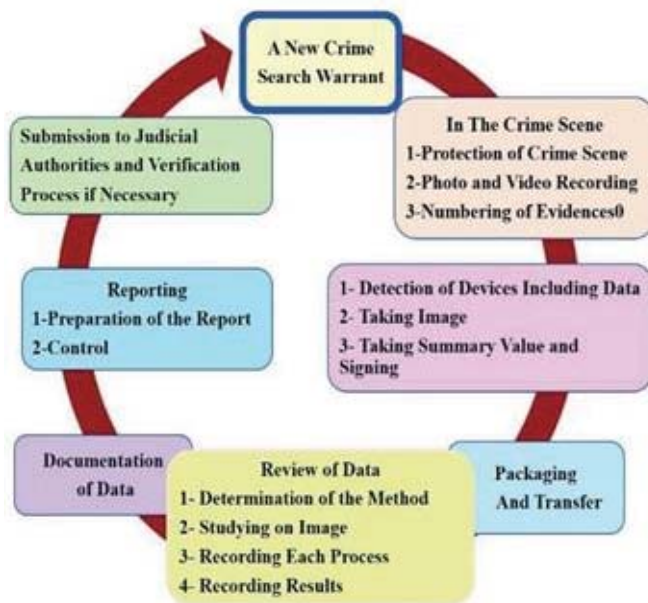 A New Crime
Search Warrant
In The Crime Scene
1-Protection of Crime Scene
2-Photo and Video Recording
3-Numbering of Evidences0
1- Detection of Devices Including Data
2- Taking Image
3- Taking Summary Value and
Signing
Packaging
And Transfer
Review of Data
1- Determination of the Method
2- Studying on Image
3- Recording Each Process
4- Recording Results
Documentation
of Data
Reporting
1-Preparation of the Report
2-Control
Submission to Judicial
Authorities and Verification
Process if Necessary